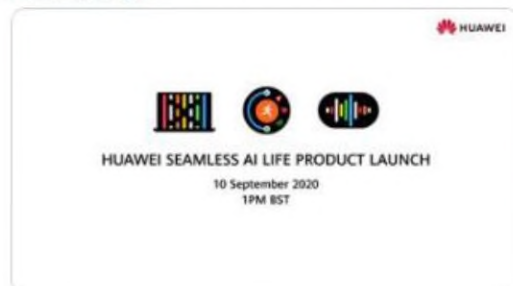 HUAWEI
HUAWEI SEAMLESS AI LIFE PRODUCT LAUNCH
10 September 2020
1PM BST